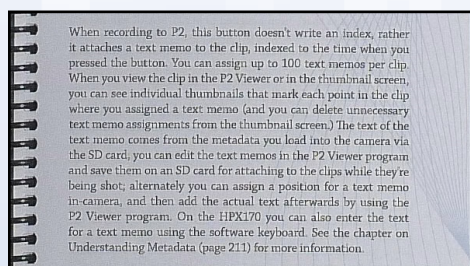 When recording to P2, this button doesn't write an index, rather
it attaches a text memo to the clip, indexed to the time when you
pressed the button. You can assign up to 100 text memos per clip.
When you view the clip in the P2 Viewer or in the thumbnail screen,
you can see individual thumbnails that mark each point in the clip
where you assigned a text memo (and you can delete unnecessary
text memo assignments from the thumbnail screen.) The text of the
text memo comes from the metadata you load into the camera via
the SD card; you can edit the text memos in the P2 Viewer program
and save them on an SD card for attaching to the clips while they're
being shot; alternately you can assign a position for a text memo
in-camera, and then add the actual text afterwards by using the
P2 Viewer program. On the HPX170 you can also enter the text
for a text memo using the software keyboard. See the chapter on
Understanding Metadata (page 211) for more information.